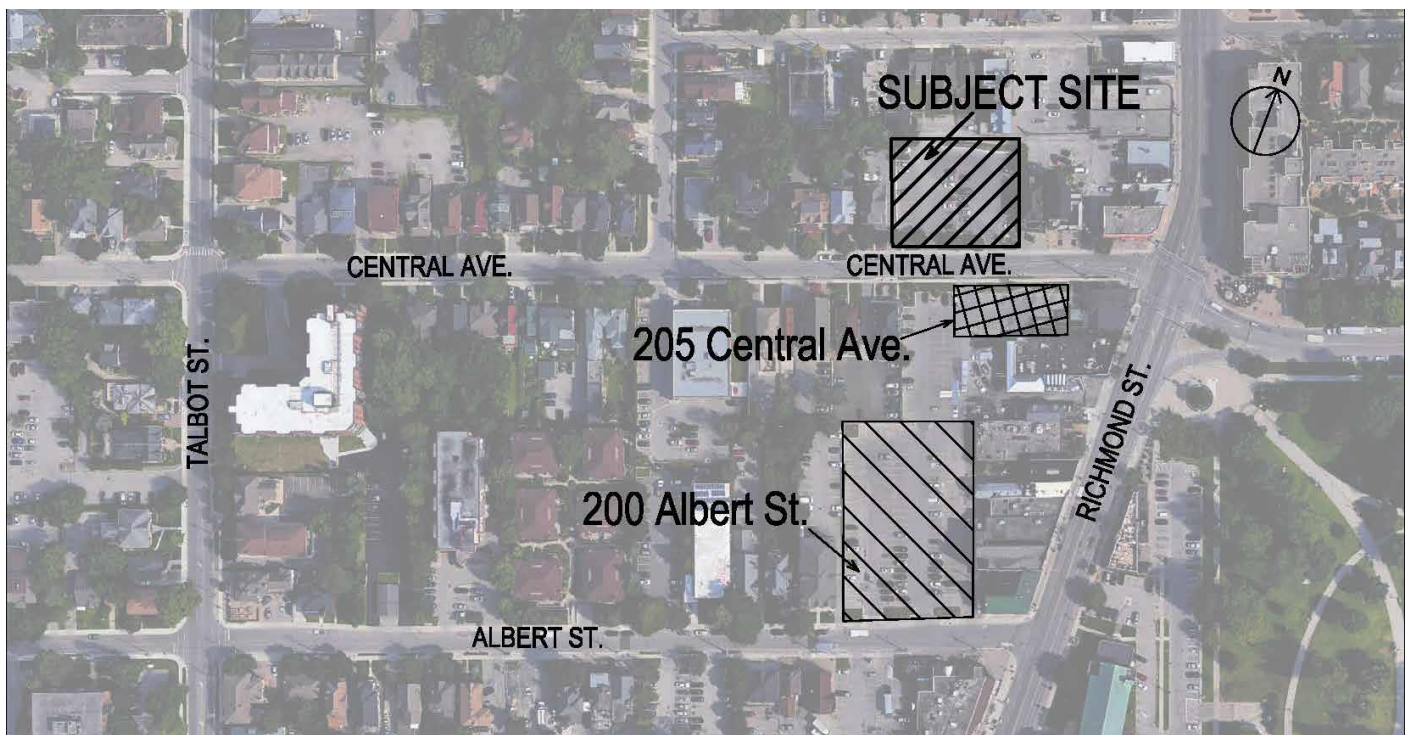 N
SUBJECT SITE
CENTRAL AVE.
CENTRAL AVE.
205 Central Ave.
TALBOT ST.
RICHMOND ST.
200 Albert St.
ALBERT ST.